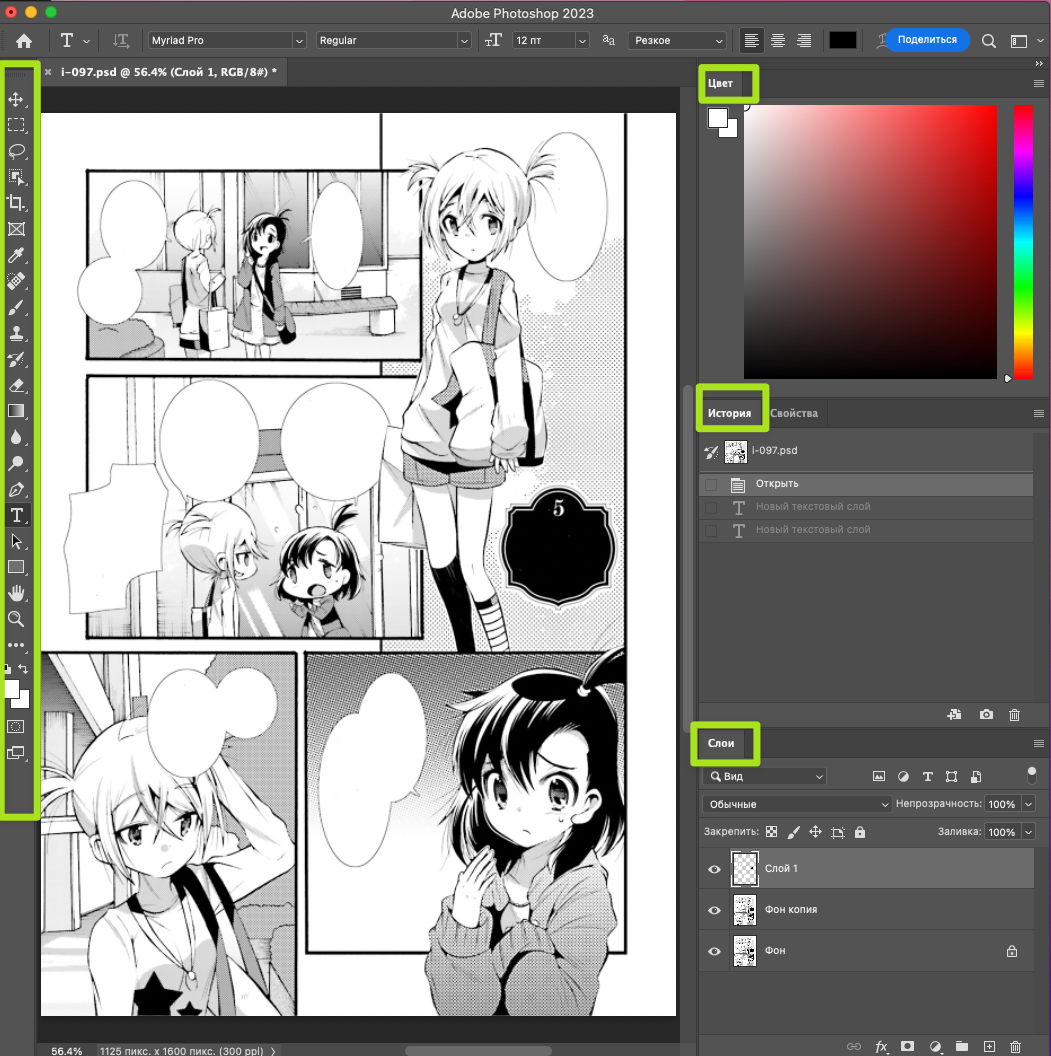 Adobe Photoshop 2023
T
Myriad Pro
Regular
12 пт
аа
Резкое
Поделиться
× i-097.psd @ 56.4% (Слой 1, RGB/8#) *
Цвет
История
Свойства
i-097.psd
Открыть
Новый текстовый слой
Новый текстовый слой
5
Слои
Вид
Обычные
Непрозрачность: 100%
Закрепить:
Заливка: 100%
Слой 1
Фон копия
Фон
fx
56.4%
1125 пикс. x 1600 пикс. (300 ppi)